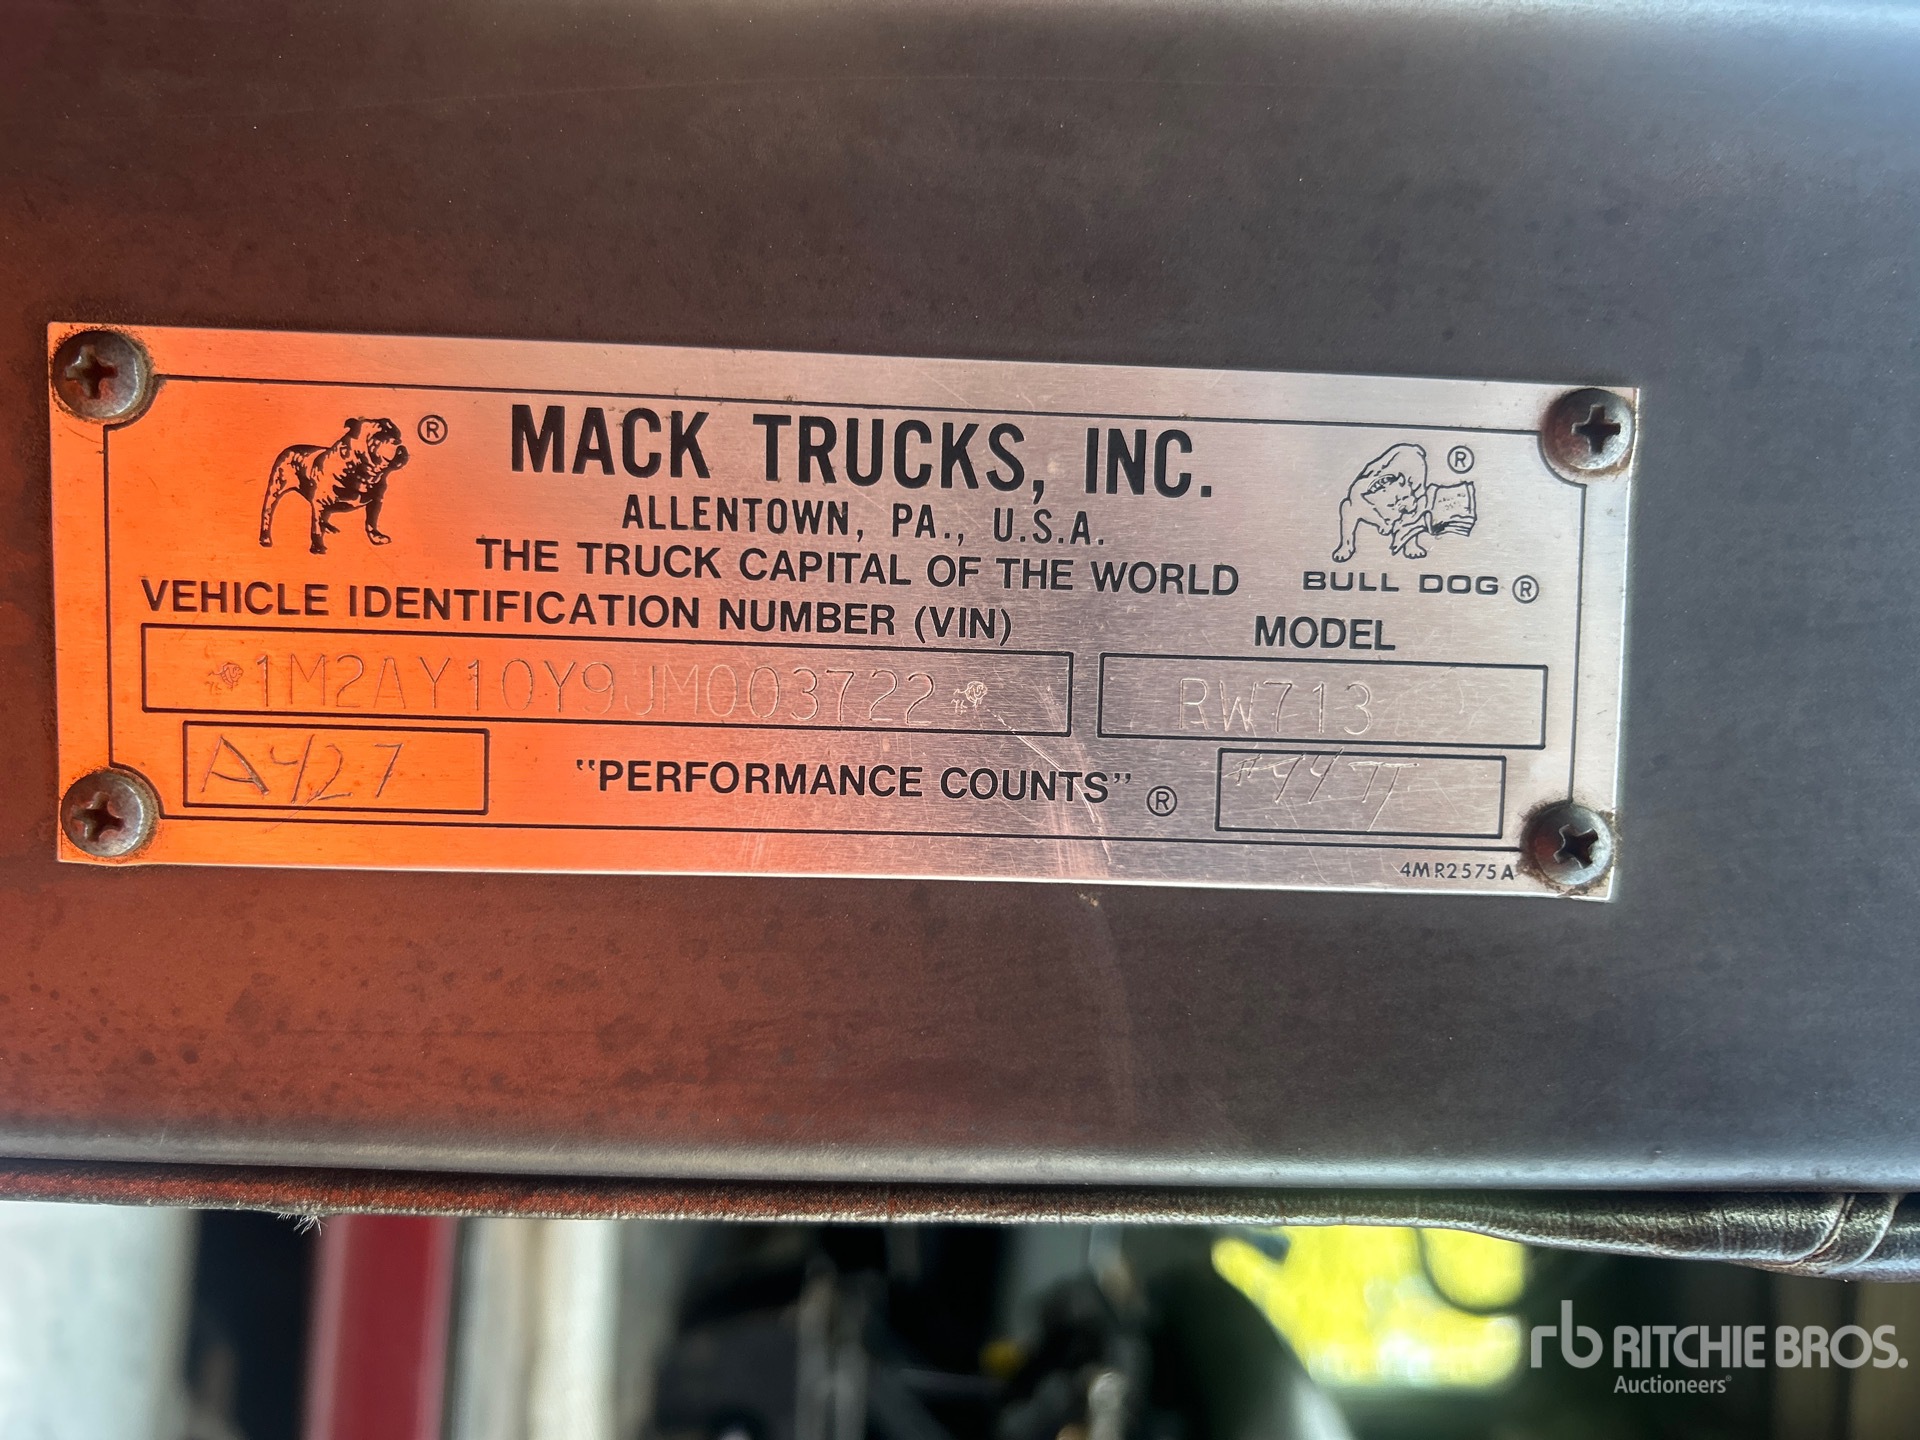 ® MACK TRUCKS, INC. ®
ALLENTOWN, PA., U.S.A.
THE TRUCK CAPITAL OF THE WORLD
BULL DOG ®
VEHICLE IDENTIFICATION NUMBER (VIN)
MODEL
1M2AY10Y9JM003722
RW713
A427
"PERFORMANCE COUNTS" ®
4MR2575A
rb RITCHIE BROS.
Auctioneers